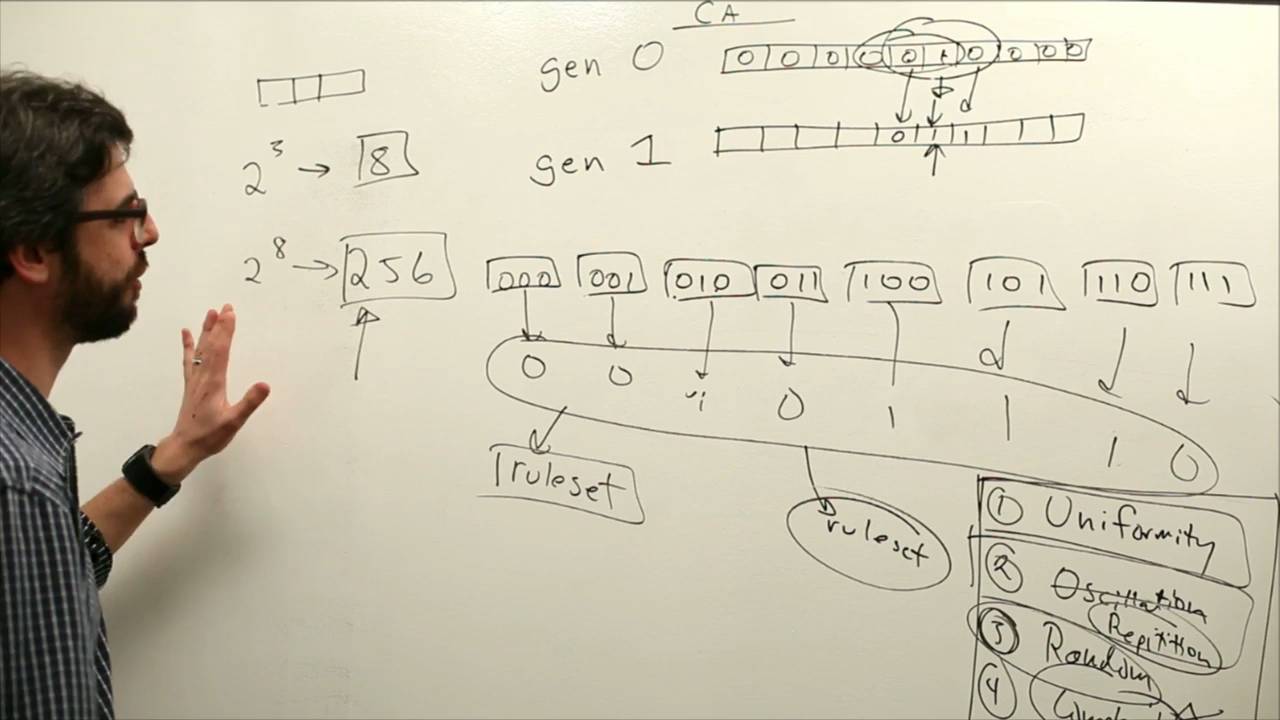 CA
gen 0 0 0 0 0 0 1 0 0 0 0
gen 1 0 1 1
2³ → 8
2⁸ → 256
000 001 010 011 100 101 110 111
0 0 1 0 1 1 1 0
1 ruleset
ruleset
① Uniformity
② Oscillation
Repitition
③ Random
④